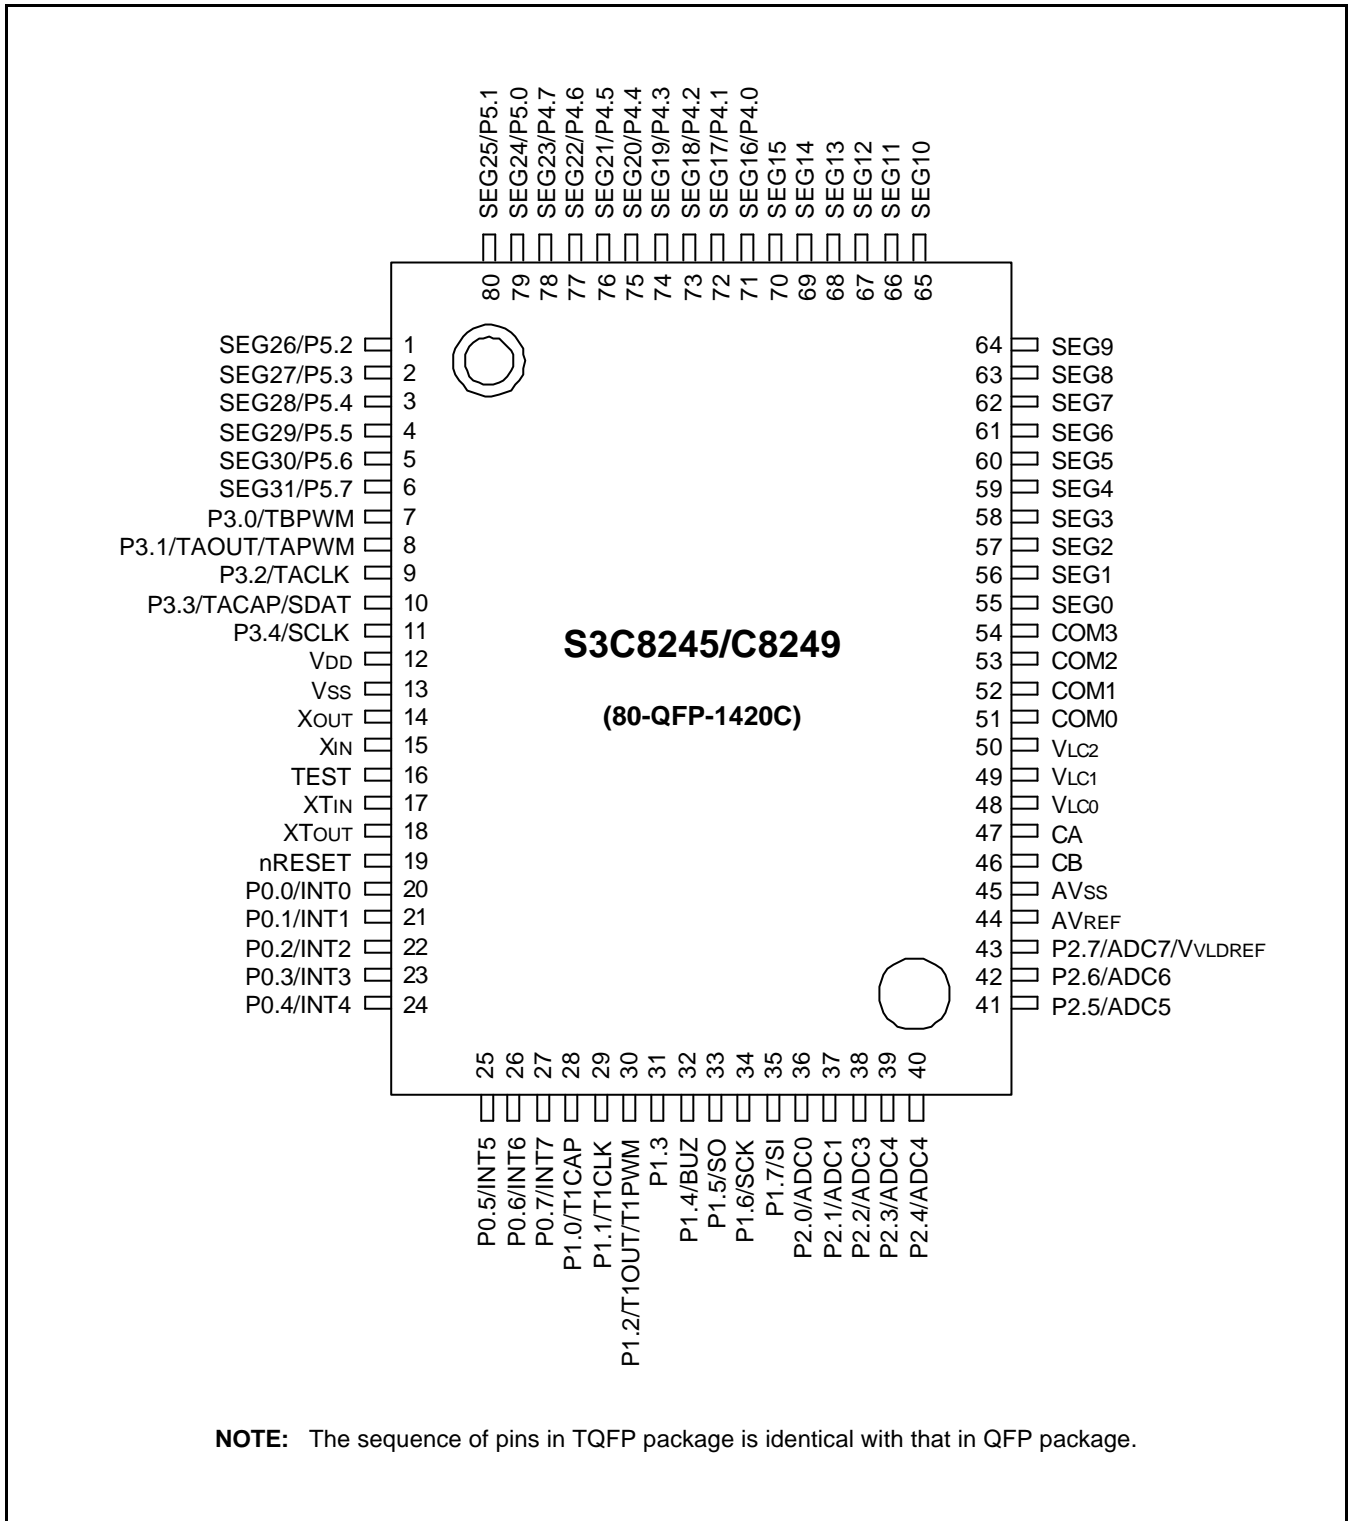 SEG25/P5.1
SEG24/P5.0
SEG23/P4.7
SEG22/P4.6
SEG21/P4.5
SEG20/P4.4
SEG19/P4.3
SEG18/P4.2
SEG17/P4.1
SEG16/P4.0
SEG15
SEG14
SEG13
SEG12
SEG11
SEG10
80 79 78 77 76 75 74 73 72 71 70 69 68 67 66 65
SEG26/P5.2 1 64 SEG9
SEG27/P5.3 2 63 SEG8
SEG28/P5.4 3 62 SEG7
SEG29/P5.5 4 61 SEG6
SEG30/P5.6 5 60 SEG5
SEG31/P5.7 6 59 SEG4
P3.0/TBPWM 7 58 SEG3
P3.1/TAOUT/TAPWM 8 57 SEG2
P3.2/TACLK 9 56 SEG1
P3.3/TACAP/SDAT 10 55 SEG0
P3.4/SCLK 11 54 COM3
VDD 12 53 COM2
VSS 13 52 COM1
XOUT 14 51 COM0
XIN 15 50 VLC2
TEST 16 49 VLC1
XTIN 17 48 VLC0
XTOUT 18 47 CA
nRESET 19 46 CB
P0.0/INT0 20 45 AVSS
P0.1/INT1 21 44 AVREF
P0.2/INT2 22 43 P2.7/ADC7/VVLDREF
P0.3/INT3 23 42 P2.6/ADC6
P0.4/INT4 24 41 P2.5/ADC5
S3C8245/C8249
(80-QFP-1420C)
25 26 27 28 29 30 31 32 33 34 35 36 37 38 39 40
P0.5/INT5
P0.6/INT6
P0.7/INT7
P1.0/T1CAP
P1.1/T1CLK
P1.2/T1OUT/T1PWM
P1.3
P1.4/BUZ
P1.5/SO
P1.6/SCK
P1.7/SI
P2.0/ADC0
P2.1/ADC1
P2.2/ADC3
P2.3/ADC4
P2.4/ADC4
NOTE: The sequence of pins in TQFP package is identical with that in QFP package.